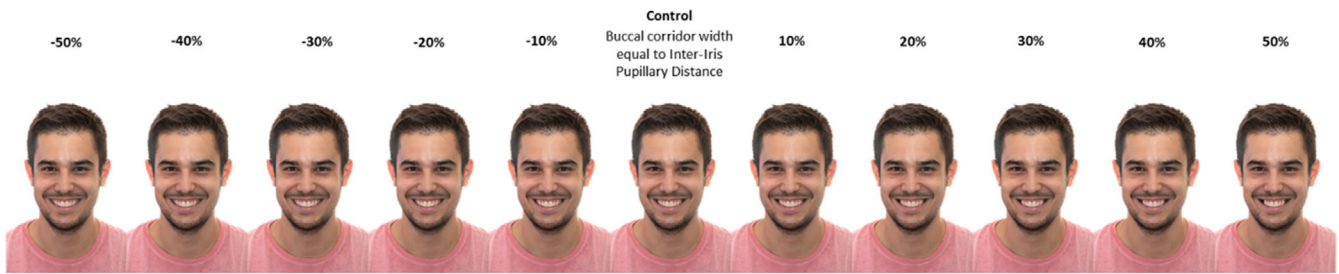 -50%
-40%
-30%
-20%
-10%
Control
Buccal corridor width
equal to Inter-Iris
Pupillary Distance
10%
20%
30%
40%
50%